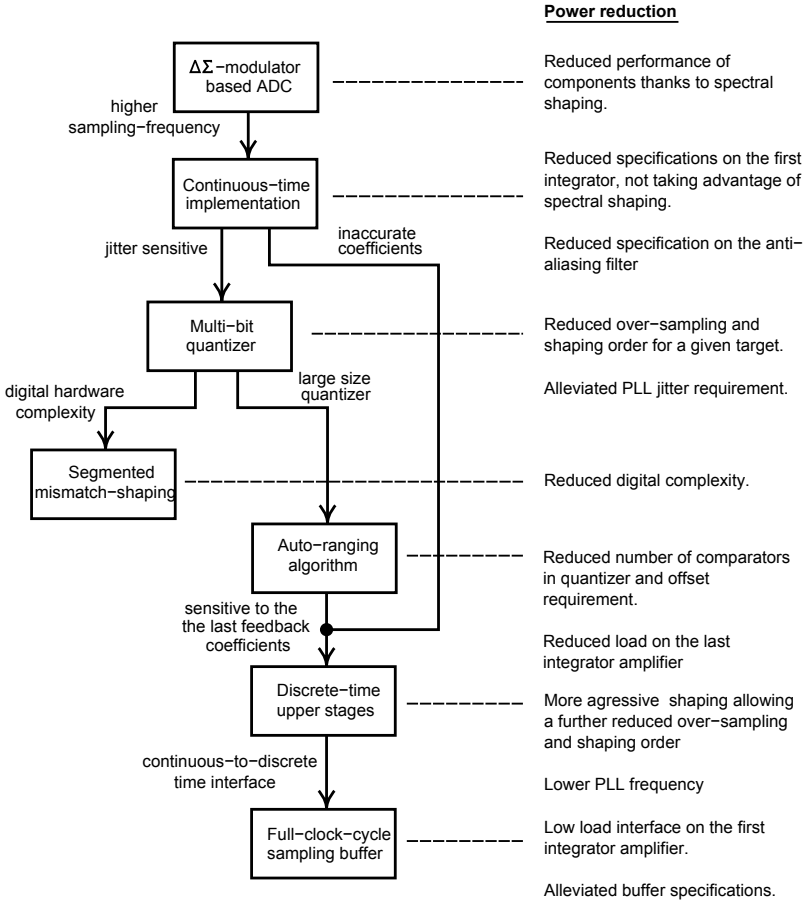 Power reduction
ΔΣ−modulator
based ADC
Reduced performance of
components thanks to spectral
shaping.
higher
sampling−frequency
Continuous−time
implementation
Reduced specifications on the first
integrator, not taking advantage of
spectral shaping.
jitter sensitive
inaccurate
coefficients
Reduced specification on the anti−
aliasing filter
Multi−bit
quantizer
Reduced over−sampling and
shaping order for a given target.
digital hardware
complexity
large size
quantizer
Alleviated PLL jitter requirement.
Segmented
mismatch−shaping
Reduced digital complexity.
Auto−ranging
algorithm
Reduced number of comparators
in quantizer and offset
requirement.
sensitive to the
the last feedback
coefficients
Reduced load on the last
integrator amplifier
Discrete−time
upper stages
More agressive shaping allowing
a further reduced over−sampling
and shaping order
continuous−to−discrete
time interface
Lower PLL frequency
Full−clock−cycle
sampling buffer
Low load interface on the first
integrator amplifier.
Alleviated buffer specifications.